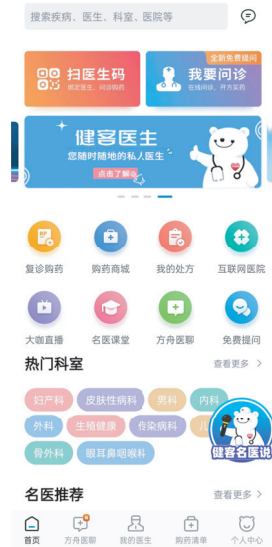 搜索疾病、医生、科室、医院等
扫医生码
绑定医生、问诊购药
全新免费提问
我要问诊
在线问诊、开方买药
健客医生
您随时随地的私人医生
点击了解
复诊购药 购药商城 我的处方 互联网医院
大咖直播 名医课堂 方舟医聊 免费提问
热门科室 查看更多 >
妇产科 皮肤性病科 男科 内科
外科 生殖健康 传染病科 儿
骨外科 眼耳鼻咽喉科
健客名医说
名医推荐 查看更多 >
首页 方舟医聊 我的医生 购药清单 个人中心